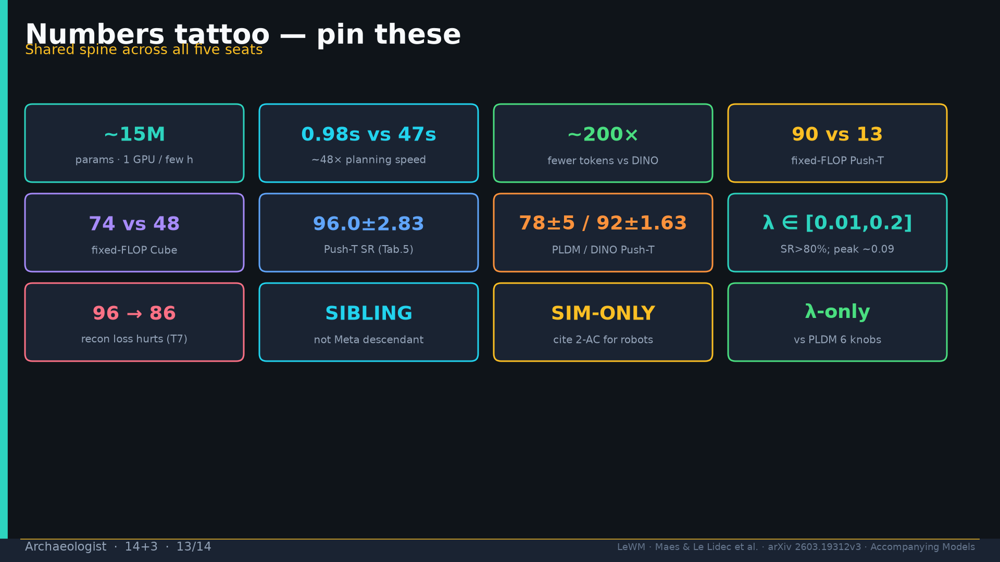 Numbers tattoo — pin these
Shared spine across all five seats
~15M
params · 1 GPU / few h
0.98s vs 47s
~48× planning speed
~200×
fewer tokens vs DINO
90 vs 13
fixed-FLOP Push-T
74 vs 48
fixed-FLOP Cube
96.0±2.83
Push-T SR (Tab.5)
78±5 / 92±1.63
PLDM / DINO Push-T
λ ∈ [0.01,0.2]
SR>80%; peak ~0.09
96 → 86
recon loss hurts (T7)
SIBLING
not Meta descendant
SIM-ONLY
cite 2-AC for robots
λ-only
vs PLDM 6 knobs
Archaeologist · 14+3 · 13/14
LeWM · Maes & Le Lidec et al. · arXiv 2603.19312v3 · Accompanying Models